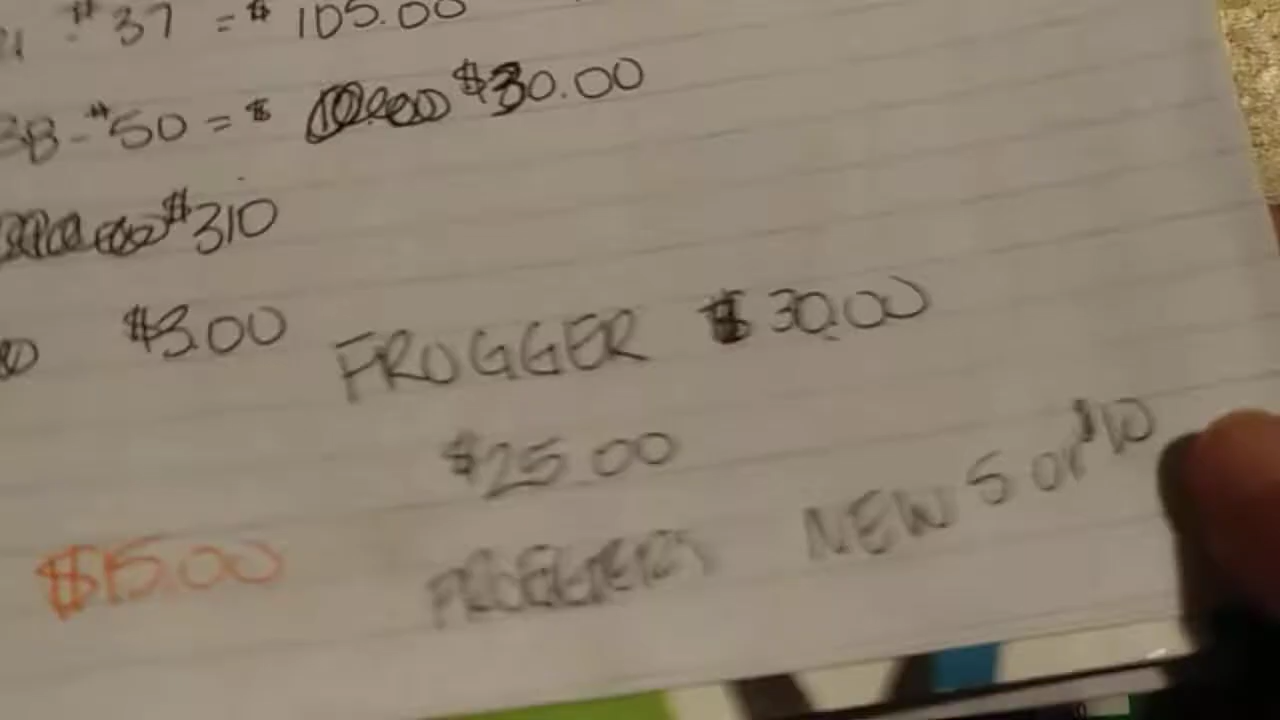 37 = $ 105.00
38 - #50 = $ $30.00
$310
$3.00 FROGGER $30.00
$25.00
NEW 5 or $10
$15.00 FROGGERS